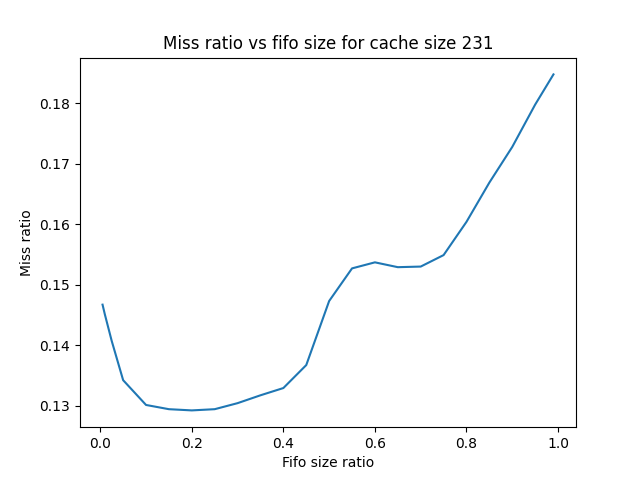 Miss ratio vs fifo size for cache size 231
0.18
0.17
0.16
0.15
0.14
0.13
Miss ratio
0.0 0.2 0.4 0.6 0.8 1.0
Fifo size ratio